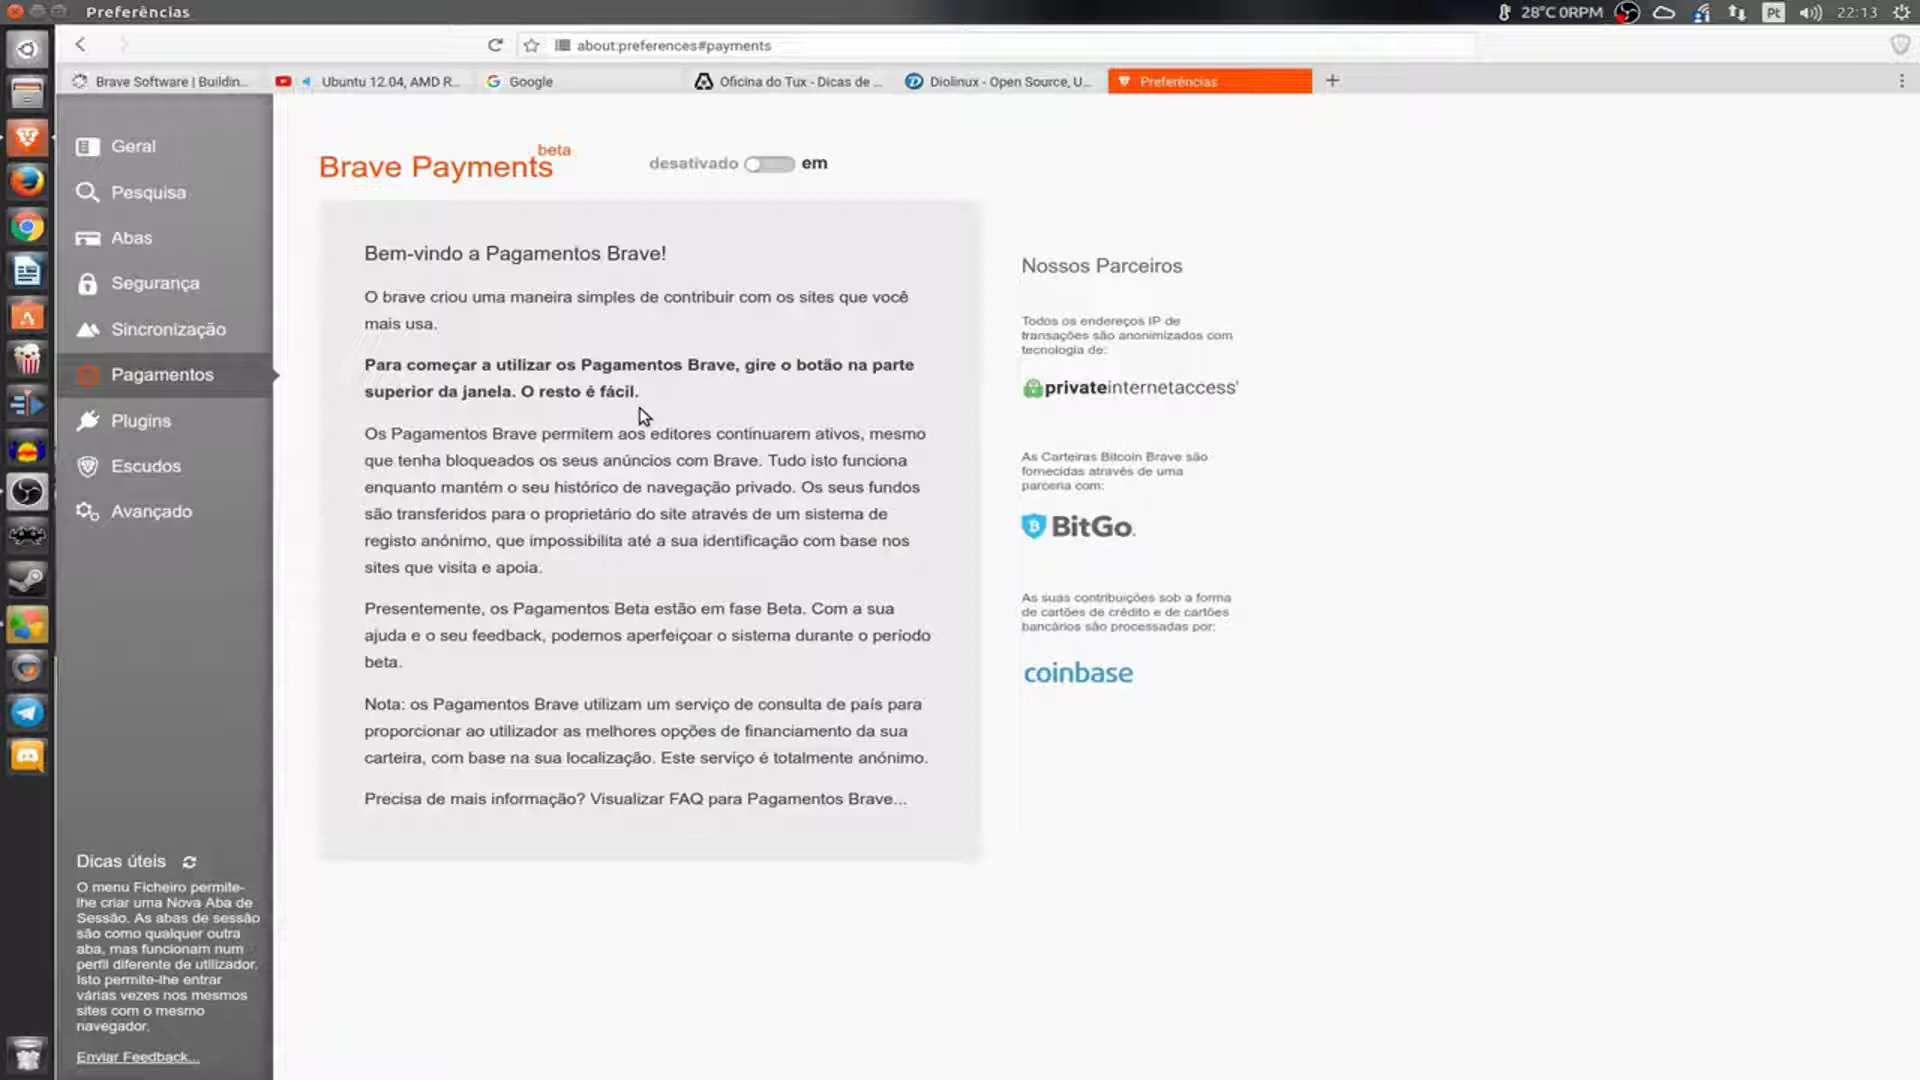 Preferências
28°C 0RPM
Pt
22:13
about:preferences#payments
Brave Software | Buildin...
Ubuntu 12.04, AMD R...
Google
Oficina do Tux - Dicas de ...
Diolinux - Open Source, U...
Preferências
Geral
Pesquisa
Abas
Segurança
Sincronização
Pagamentos
Plugins
Escudos
Avançado
Dicas úteis
O menu Ficheiro permite-
lhe criar uma Nova Aba de
Sessão. As abas de sessão
são como qualquer outra
aba, mas funcionam num
perfil diferente de utilizador.
Isto permite-lhe entrar
várias vezes nos mesmos
sites com o mesmo
navegador.
Enviar Feedback...
Brave Payments beta
desativado em
Bem-vindo a Pagamentos Brave!
O brave criou uma maneira simples de contribuir com os sites que você
mais usa.
Para começar a utilizar os Pagamentos Brave, gire o botão na parte
superior da janela. O resto é fácil.
Os Pagamentos Brave permitem aos editores continuarem ativos, mesmo
que tenha bloqueados os seus anúncios com Brave. Tudo isto funciona
enquanto mantém o seu histórico de navegação privado. Os seus fundos
são transferidos para o proprietário do site através de um sistema de
registo anónimo, que impossibilita até a sua identificação com base nos
sites que visita e apoia.
Presentemente, os Pagamentos Beta estão em fase Beta. Com a sua
ajuda e o seu feedback, podemos aperfeiçoar o sistema durante o período
beta.
Nota: os Pagamentos Brave utilizam um serviço de consulta de país para
proporcionar ao utilizador as melhores opções de financiamento da sua
carteira, com base na sua localização. Este serviço é totalmente anónimo.
Precisa de mais informação? Visualizar FAQ para Pagamentos Brave...
Nossos Parceiros
Todos os endereços IP de
transações são anonimizados com
tecnologia de:
privateinternetaccess
As Carteiras Bitcoin Brave são
fornecidas através de uma
parceria com:
BitGo.
As suas contribuições sob a forma
de cartões de crédito e de cartões
bancários são processadas por:
coinbase